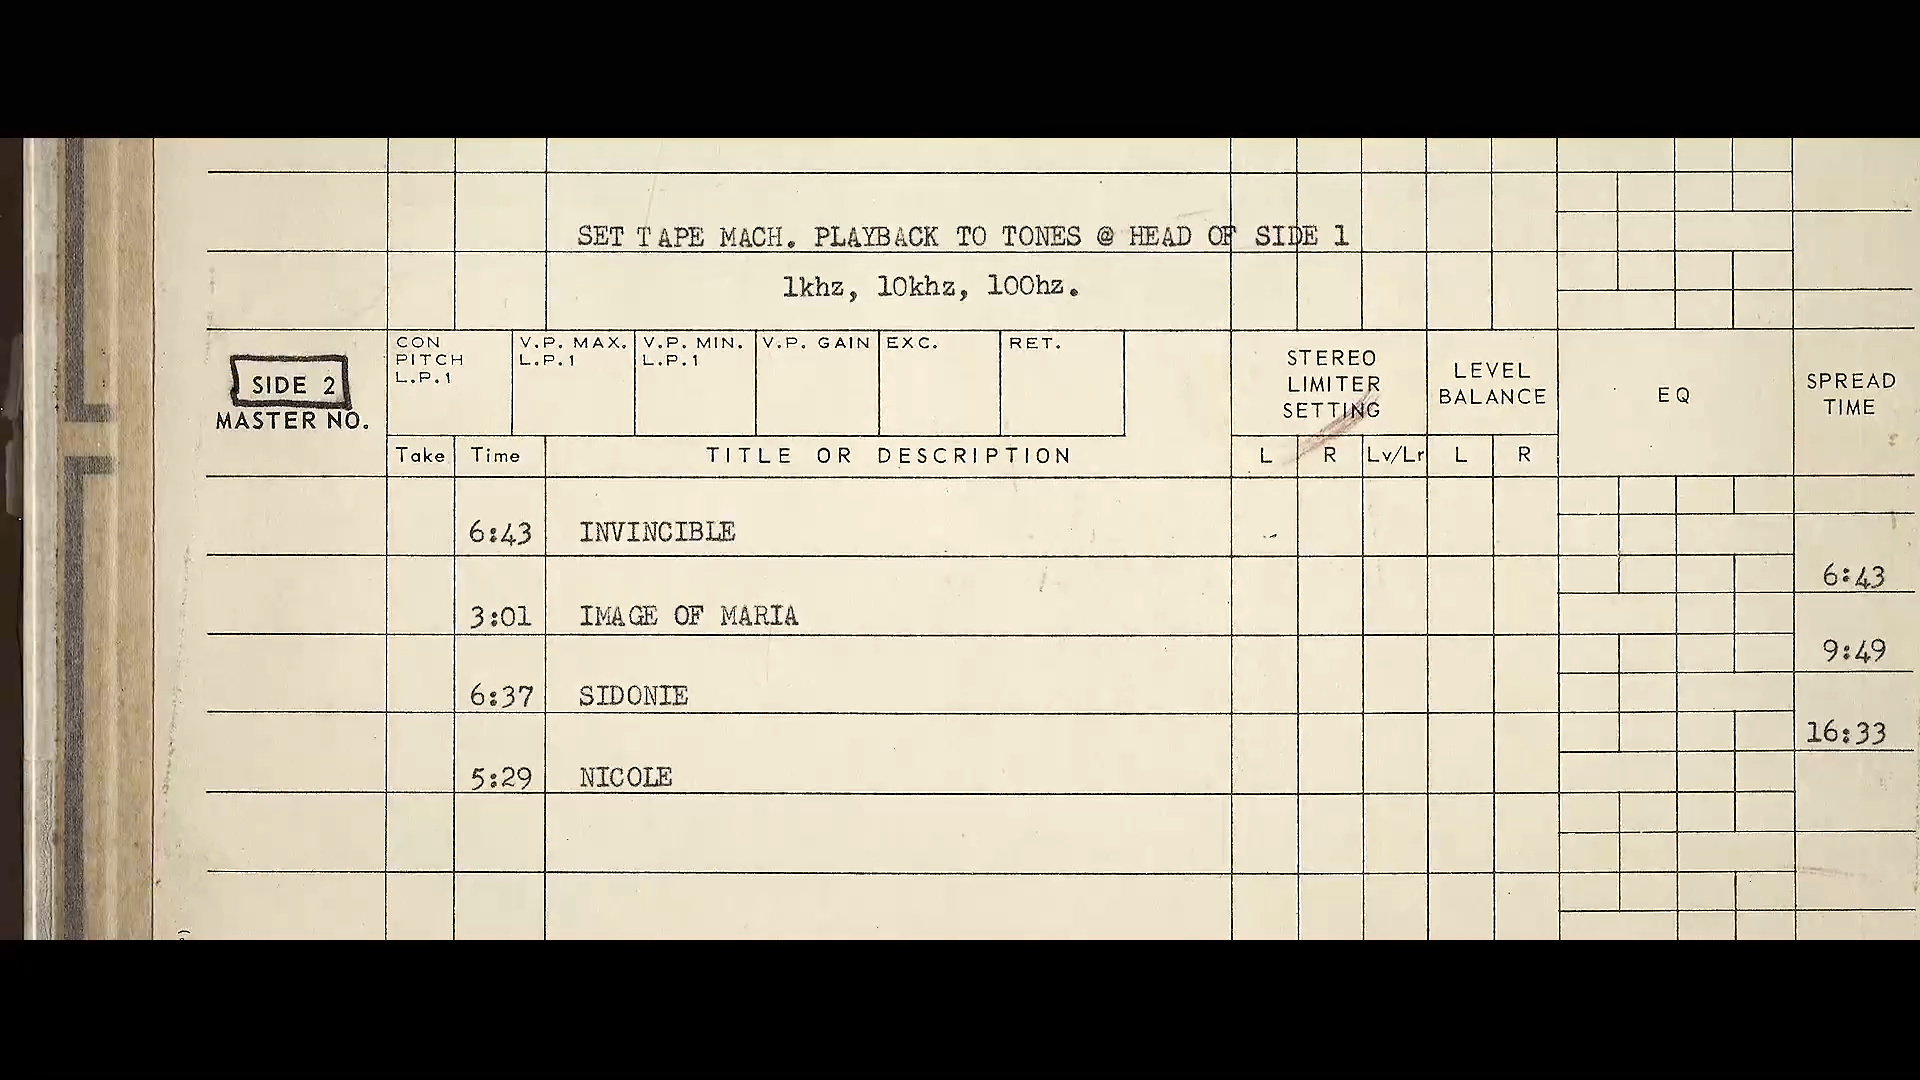 SET TAPE MACH. PLAYBACK TO TONES @ HEAD OF SIDE 1
1khz, 10khz, 100hz.
SIDE 2
MASTER NO.
CON PITCH L.P.1
V.P. MAX. L.P.1
V.P. MIN. L.P.1
V.P. GAIN
EXC.
RET.
STEREO
LIMITER
SETTING
LEVEL
BALANCE
EQ
SPREAD
TIME
Take Time TITLE OR DESCRIPTION L R Lv/Lr L R
6:43 INVINCIBLE
6:43
3:01 IMAGE OF MARIA
9:49
6:37 SIDONIE
16:33
5:29 NICOLE